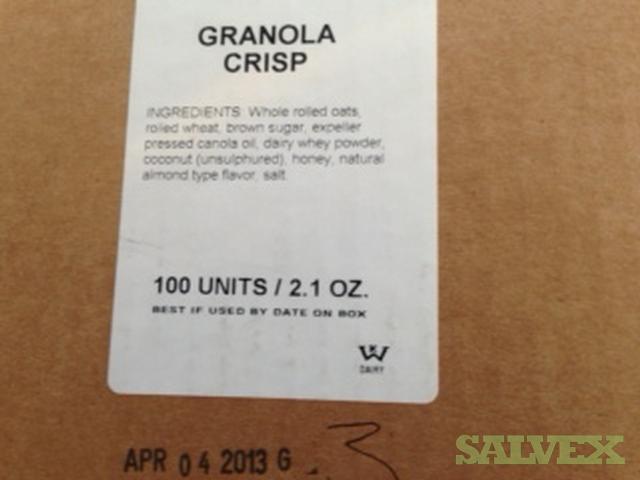 GRANOLA
CRISP
INGREDIENTS: Whole rolled oats,
rolled wheat, brown sugar, expeller
pressed canola oil, dairy whey powder,
coconut (unsulphured), honey, natural
almond type flavor, salt.
100 UNITS / 2.1 OZ.
BEST IF USED BY DATE ON BOX
DAIRY
APR 04 2013 G
3
SALVEX